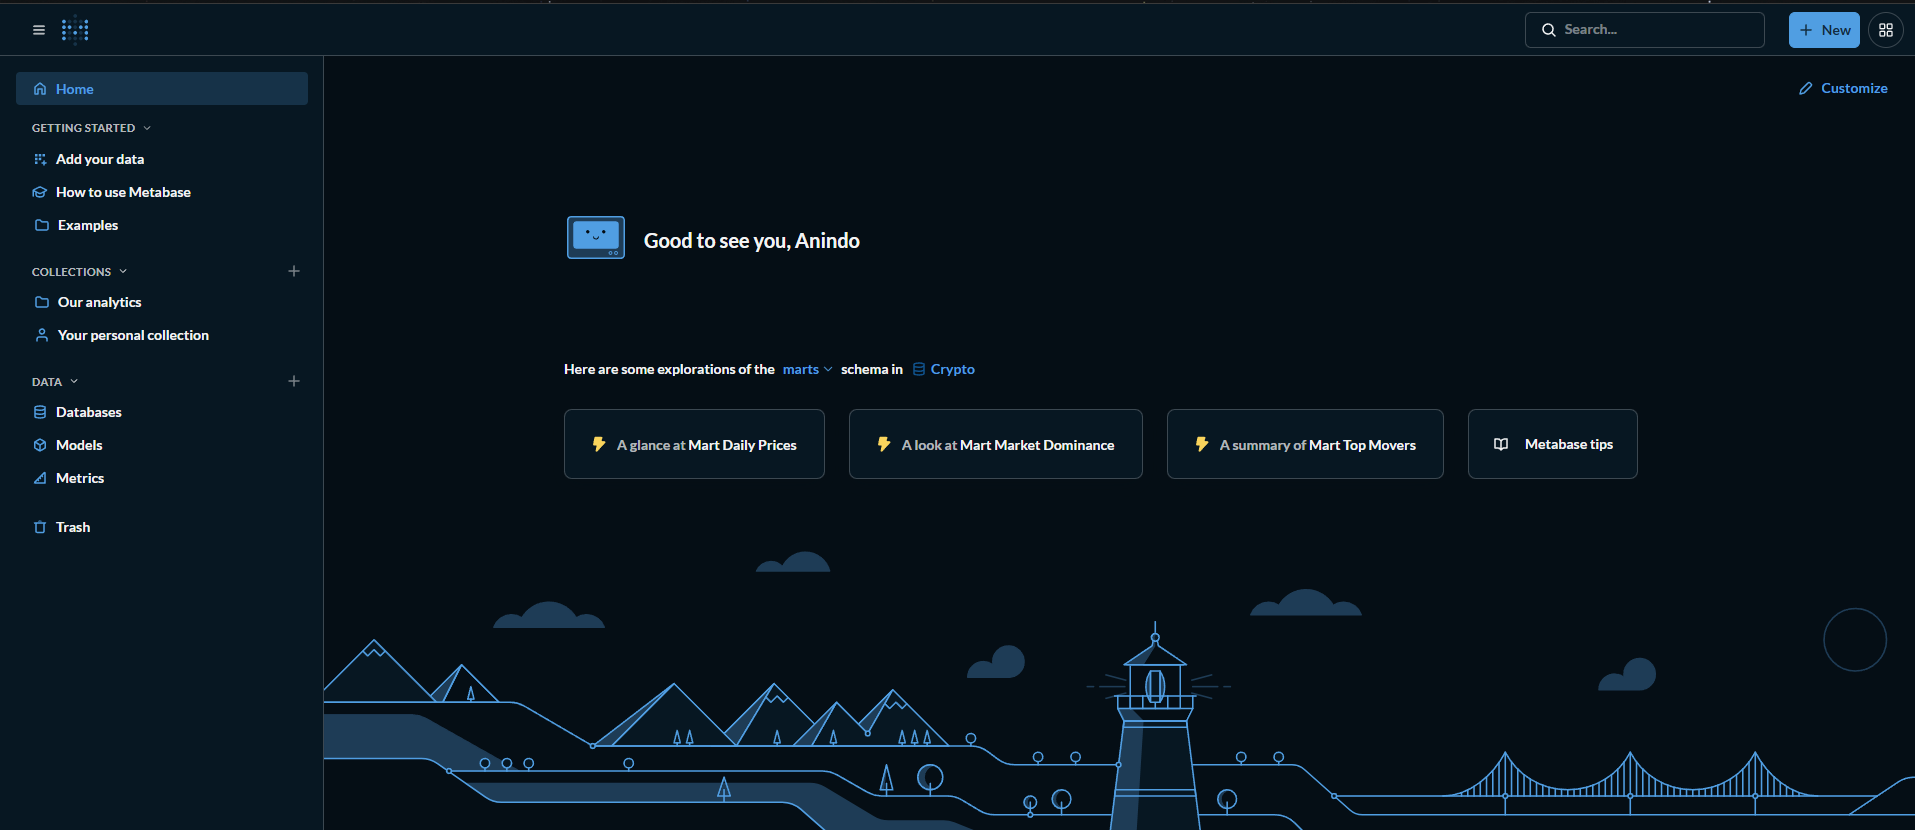 Search...
New
Home
Customize
GETTING STARTED
Add your data
How to use Metabase
Examples
COLLECTIONS
Our analytics
Your personal collection
DATA
Databases
Models
Metrics
Trash
Good to see you, Anindo
Here are some explorations of the marts schema in Crypto
A glance at Mart Daily Prices
A look at Mart Market Dominance
A summary of Mart Top Movers
Metabase tips